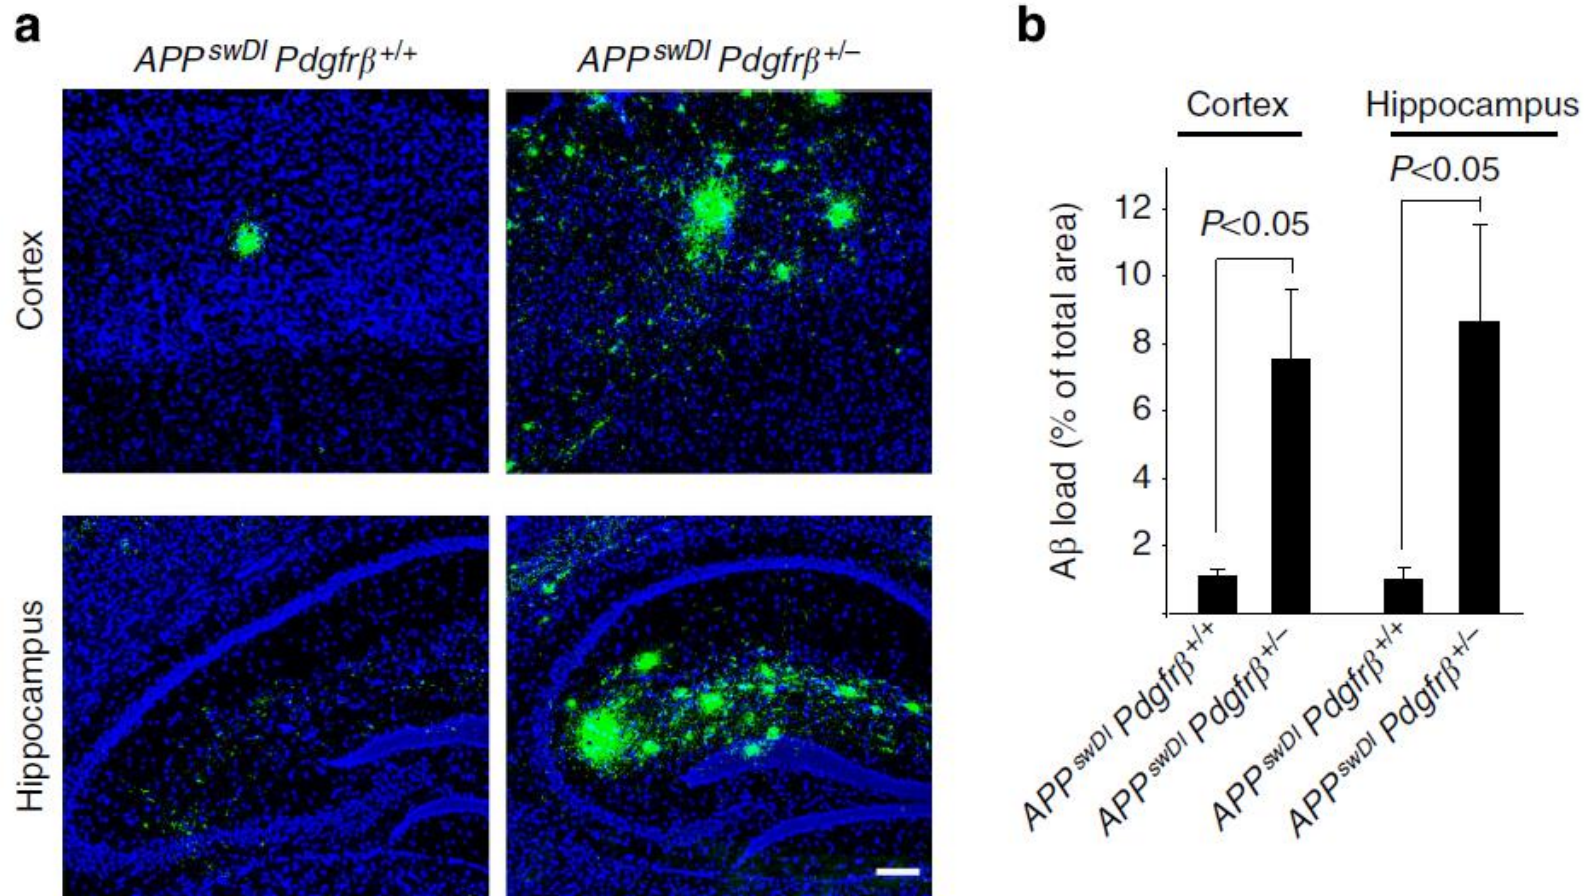 a
APP^swDI Pdgfrβ^+/+
APP^swDI Pdgfrβ^+/–
Cortex
Hippocampus
b
Cortex
Hippocampus
P<0.05
P<0.05
Aβ load (% of total area)
12
10
8
6
4
2
APP^swDI Pdgfrβ^+/+
APP^swDI Pdgfrβ^+/–
APP^swDI Pdgfrβ^+/+
APP^swDI Pdgfrβ^+/–